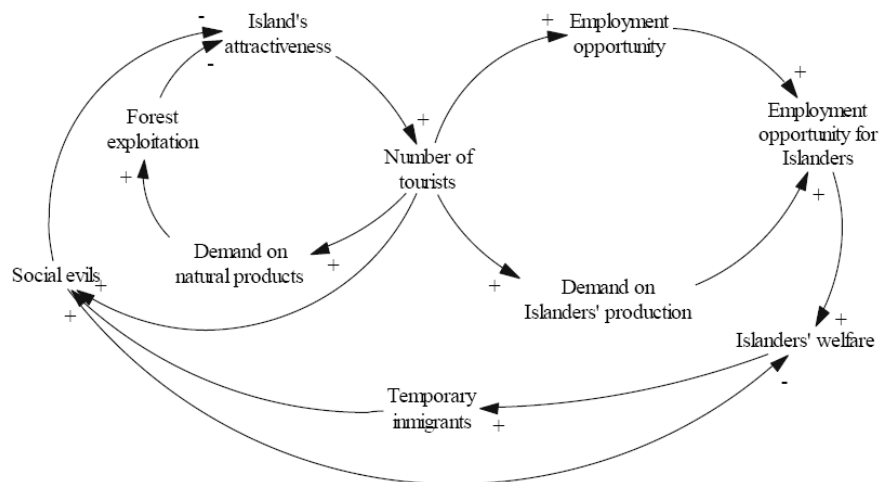 Island's
attractiveness
-
-
Employment
opportunity
+
+
Employment
opportunity for
Islanders
+
Forest
exploitation
+
Number of
tourists
+
Demand on
natural products
+
Social evils
+
+
Demand on
Islanders' production
+
Islanders' welfare
+
-
Temporary
inmigrants
+